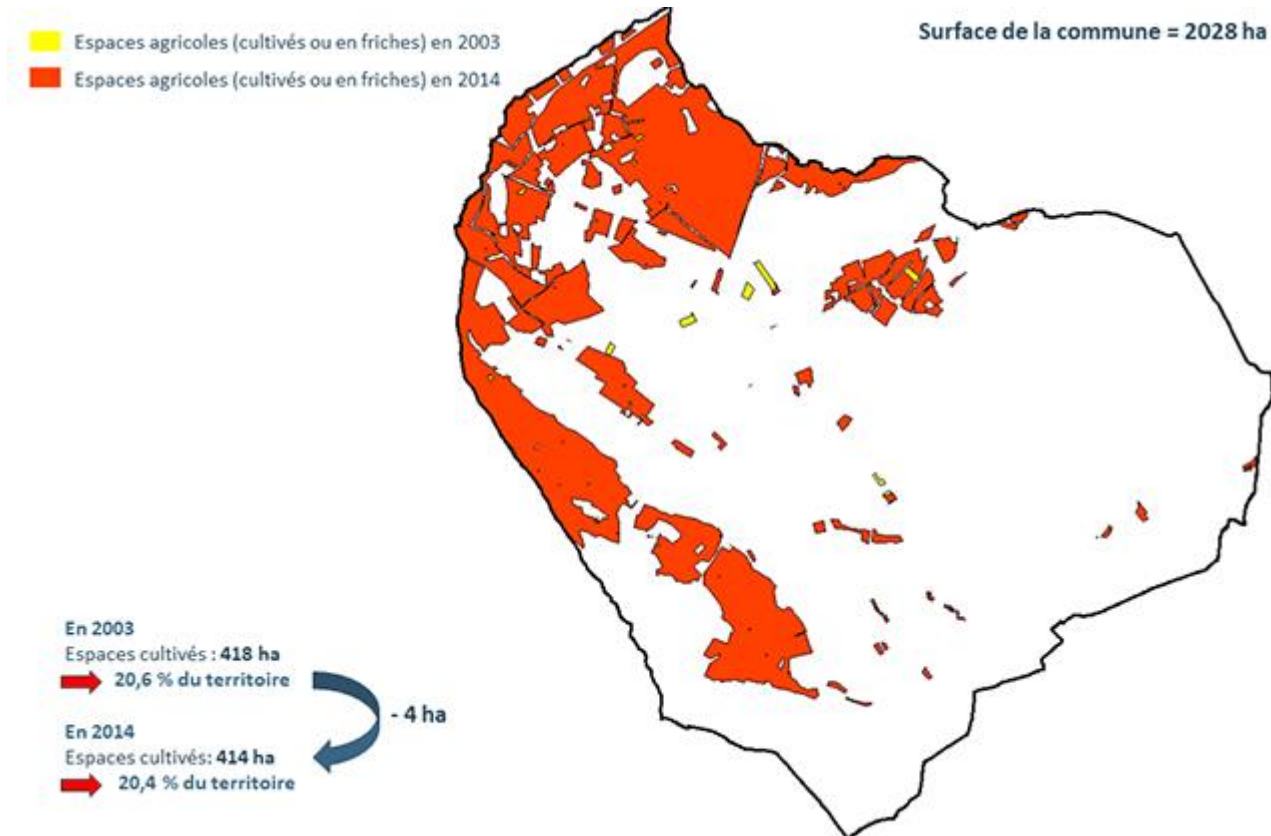 Espaces agricoles (cultivés ou en friches) en 2003
Espaces agricoles (cultivés ou en friches) en 2014
Surface de la commune = 2028 ha
En 2003
Espaces cultivés : 418 ha
20,6 % du territoire
- 4 ha
En 2014
Espaces cultivés: 414 ha
20,4 % du territoire